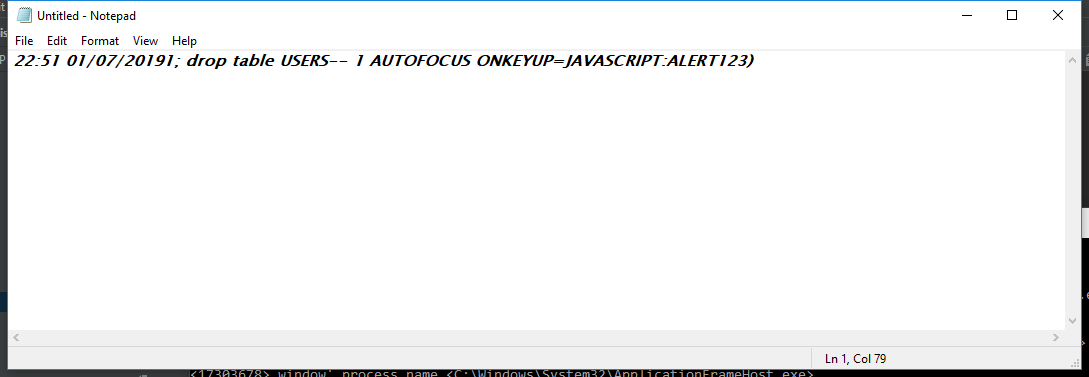 Untitled - Notepad
File Edit Format View Help
22:51 01/07/20191; drop table USERS-- 1 AUTOFOCUS ONKEYUP=JAVASCRIPT:ALERT123)
Ln 1, Col 79
<17303678> window' process name <C:\Windows\System32\ApplicationFrameHost.exe>